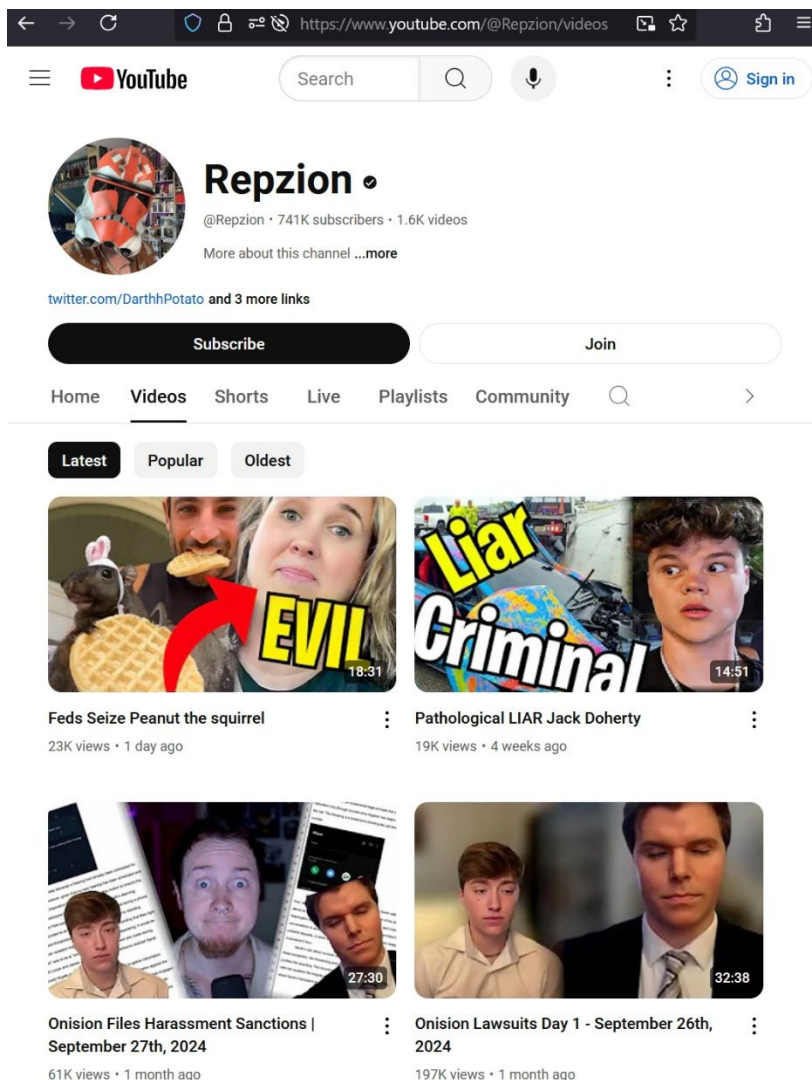 https://www.youtube.com/@Repzion/videos
YouTube
Search
Sign in
Repzion
@Repzion • 741K subscribers • 1.6K videos
More about this channel ...more
twitter.com/DarthhPotato and 3 more links
Subscribe
Join
Home Videos Shorts Live Playlists Community
Latest Popular Oldest
EVIL
18:31
Liar
Criminal
14:51
Feds Seize Peanut the squirrel
23K views • 1 day ago
Pathological LIAR Jack Doherty
19K views • 4 weeks ago
27:30
32:38
Onision Files Harassment Sanctions |
September 27th, 2024
61K views • 1 month ago
Onision Lawsuits Day 1 - September 26th,
2024
197K views • 1 month ago